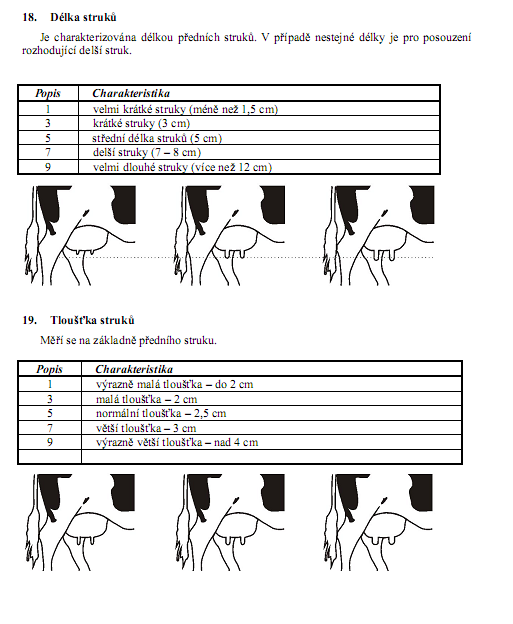 18. Délka struků
Je charakterizována délkou předních struků. V případě nestejné délky je pro posouzení
rozhodující delší struk.
Popis Charakteristika
1 velmi krátké struky (méně než 1,5 cm)
3 krátké struky (3 cm)
5 střední délka struků (5 cm)
7 delší struky (7 – 8 cm)
9 velmi dlouhé struky (více než 12 cm)
19. Tloušťka struků
Měří se na základně předního struku.
Popis Charakteristika
1 výrazně malá tloušťka – do 2 cm
3 malá tloušťka – 2 cm
5 normální tloušťka – 2,5 cm
7 větší tloušťka – 3 cm
9 výrazně větší tloušťka – nad 4 cm